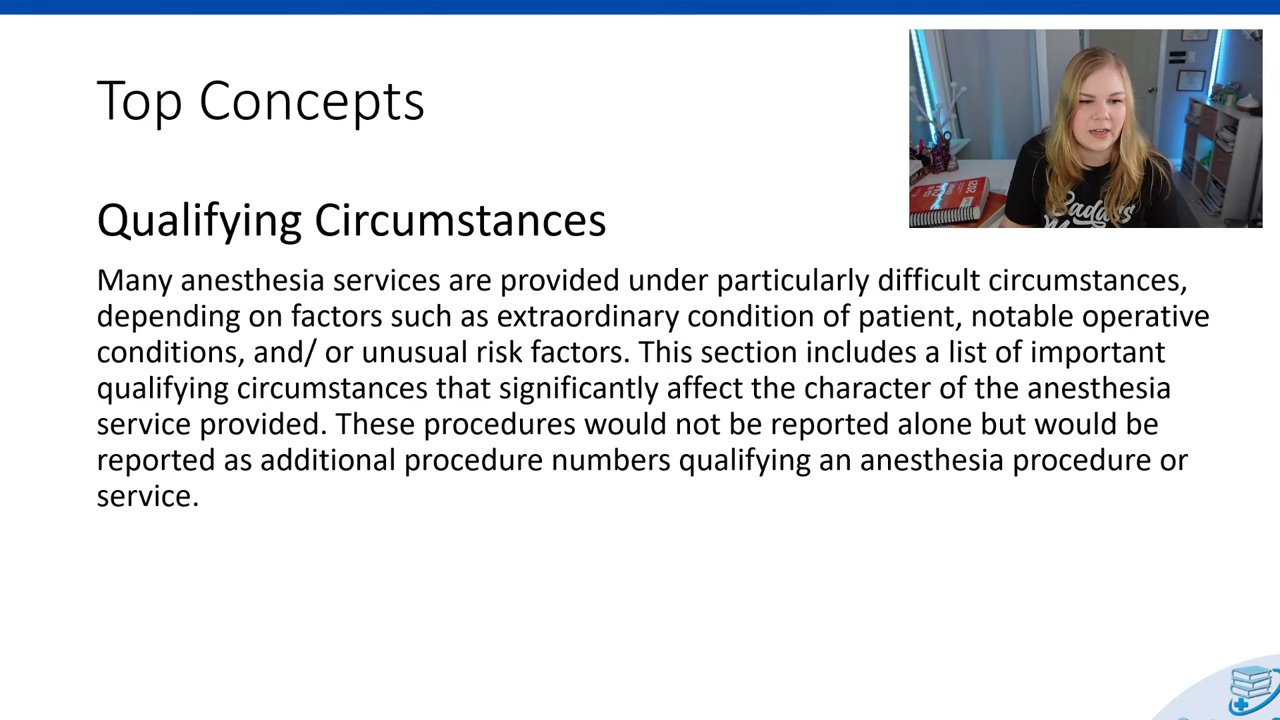 Top Concepts
Qualifying Circumstances
Many anesthesia services are provided under particularly difficult circumstances,
depending on factors such as extraordinary condition of patient, notable operative
conditions, and/ or unusual risk factors. This section includes a list of important
qualifying circumstances that significantly affect the character of the anesthesia
service provided. These procedures would not be reported alone but would be
reported as additional procedure numbers qualifying an anesthesia procedure or
service.
Badass